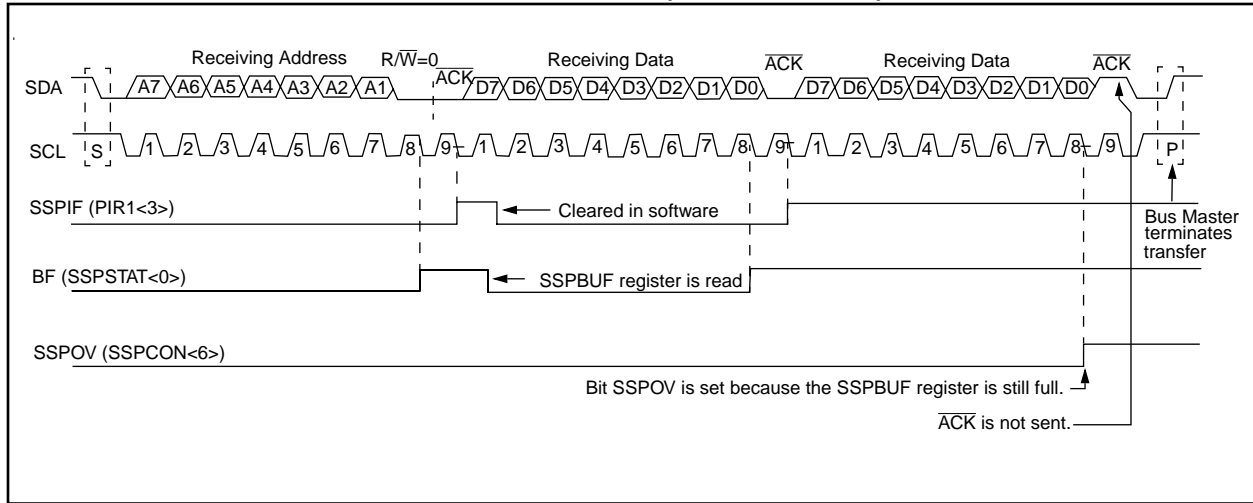 Receiving Address R/W=0 Receiving Data ACK Receiving Data ACK
ACK
SDA A7 A6 A5 A4 A3 A2 A1 D7 D6 D5 D4 D3 D2 D1 D0 D7 D6 D5 D4 D3 D2 D1 D0
SCL S 1 2 3 4 5 6 7 8 9 1 2 3 4 5 6 7 8 9 1 2 3 4 5 6 7 8 9 P
SSPIF (PIR1<3>) Cleared in software
Bus Master
terminates
transfer
BF (SSPSTAT<0>) SSPBUF register is read
SSPOV (SSPCON<6>)
Bit SSPOV is set because the SSPBUF register is still full.
ACK is not sent.